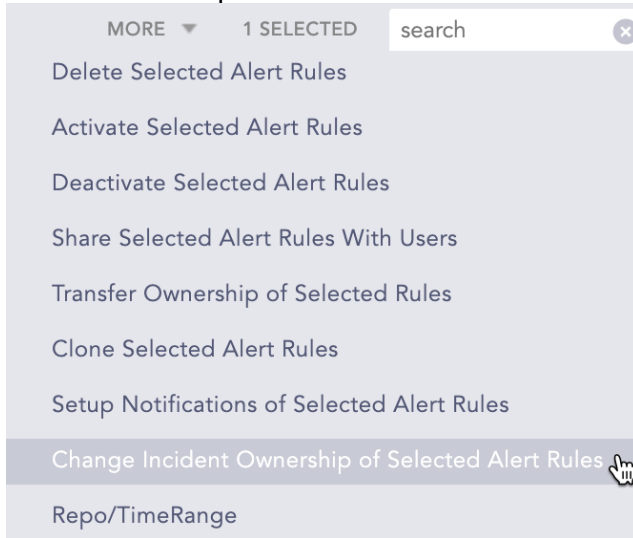 MORE 1 SELECTED search
Delete Selected Alert Rules
Activate Selected Alert Rules
Deactivate Selected Alert Rules
Share Selected Alert Rules With Users
Transfer Ownership of Selected Rules
Clone Selected Alert Rules
Setup Notifications of Selected Alert Rules
Change Incident Ownership of Selected Alert Rules
Repo/TimeRange